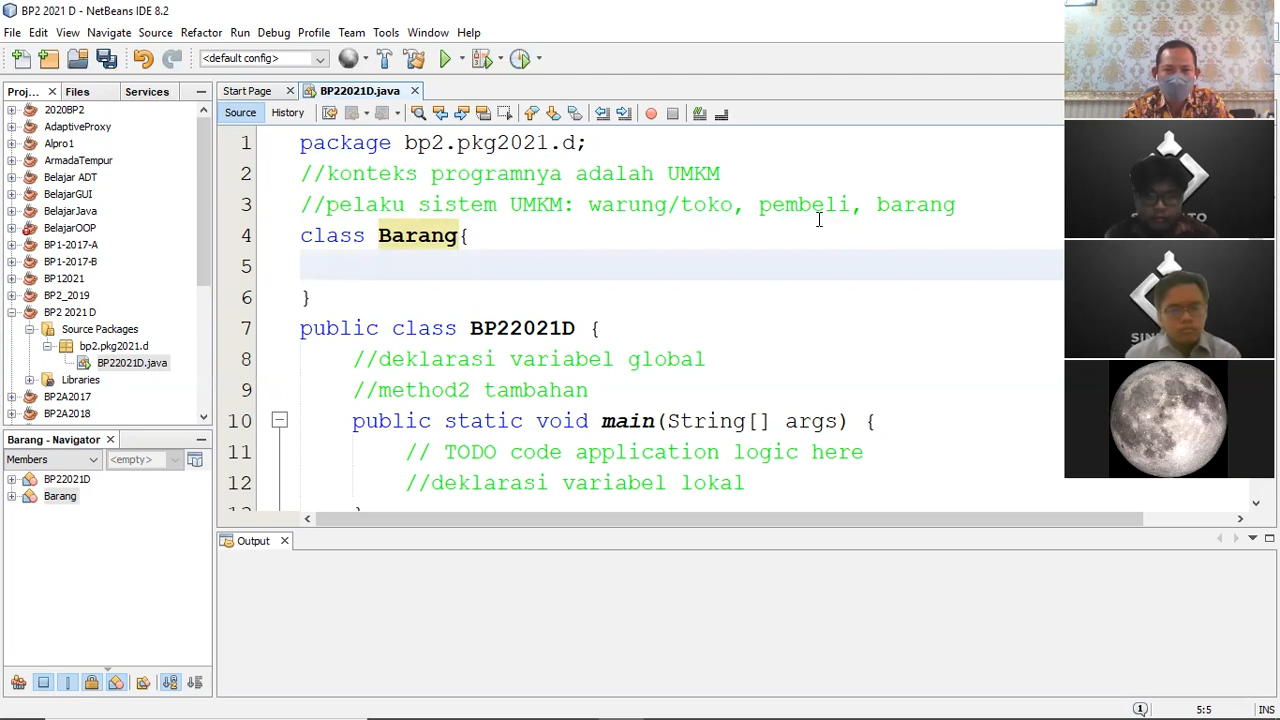 BP2 2021 D - NetBeans IDE 8.2
File Edit View Navigate Source Refactor Run Debug Profile Team Tools Window Help
<default config>
Proj... Files Services
2020BP2
AdaptiveProxy
Alpro1
ArmadaTempur
Belajar ADT
BelajarGUI
BelajarJava
BelajarOOP
BP1-2017-A
BP1-2017-B
BP12021
BP2_2019
BP2 2021 D
Source Packages
bp2.pkg2021.d
BP22021D.java
Libraries
BP2A2017
BP2A2018
Barang - Navigator
Members <empty>
BP22021D
Barang
Start Page BP22021D.java
Source History
1 package bp2.pkg2021.d;
2 //konteks programnya adalah UMKM
3 //pelaku sistem UMKM: warung/toko, pembeli, barang
4 class Barang{
5
6 }
7 public class BP22021D {
8 //deklarasi variabel global
9 //method2 tambahan
10 public static void main(String[] args) {
11 // TODO code application logic here
12 //deklarasi variabel lokal
Output
1 5:5 INS